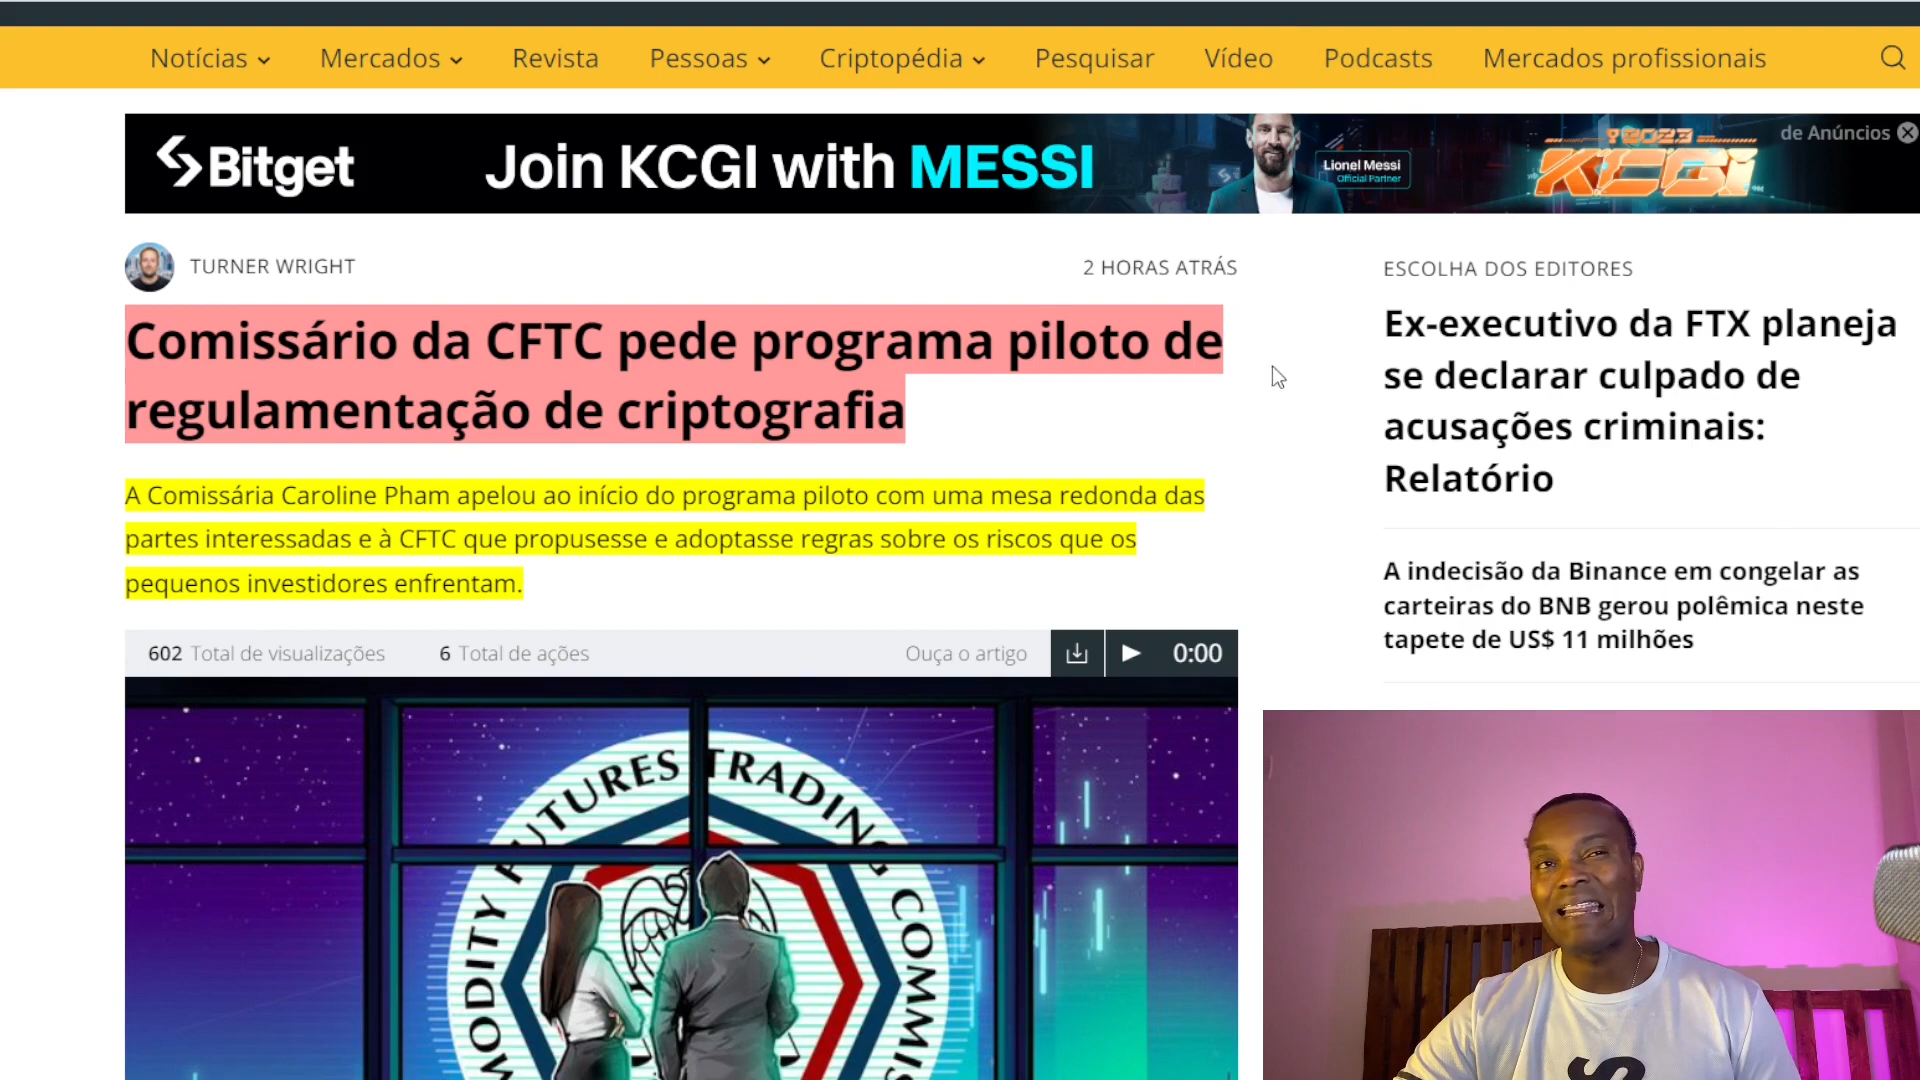 Notícias Mercados Revista Pessoas Criptopédia Pesquisar Vídeo Podcasts Mercados profissionais
Bitget Join KCGI with MESSI
Lionel Messi
Official Partner
2023
KCGI
de Anúncios
TURNER WRIGHT
2 HORAS ATRÁS
Comissário da CFTC pede programa piloto de
regulamentação de criptografia
A Comissária Caroline Pham apelou ao início do programa piloto com uma mesa redonda das
partes interessadas e à CFTC que propusesse e adoptasse regras sobre os riscos que os
pequenos investidores enfrentam.
602 Total de visualizações 6 Total de ações Ouça o artigo 0:00
MODITY FUTURES TRADING COMMIS
ESCOLHA DOS EDITORES
Ex-executivo da FTX planeja
se declarar culpado de
acusações criminais:
Relatório
A indecisão da Binance em congelar as
carteiras do BNB gerou polêmica neste
tapete de US$ 11 milhões